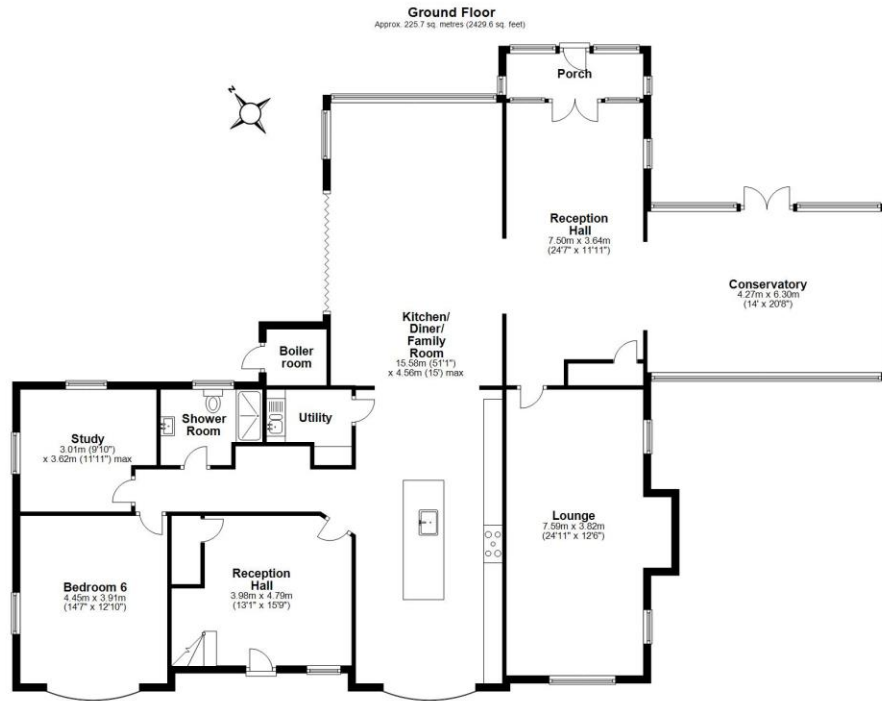 Ground Floor
Approx. 225.7 sq. metres (2429.6 sq. feet)
N
Porch
Reception
Hall
7.50m x 3.64m
(24'7" x 11'11")
Conservatory
4.27m x 6.30m
(14' x 20'8")
Kitchen/
Diner/
Family
Room
15.58m (51'1")
x 4.56m (15') max
Boiler
room
Shower
Room
Utility
Study
3.01m (9'10")
x 3.62m (11'11") max
Lounge
7.59m x 3.82m
(24'11" x 12'6")
Bedroom 6
4.45m x 3.91m
(14'7" x 12'10")
Reception
Hall
3.98m x 4.79m
(13'1" x 15'9")